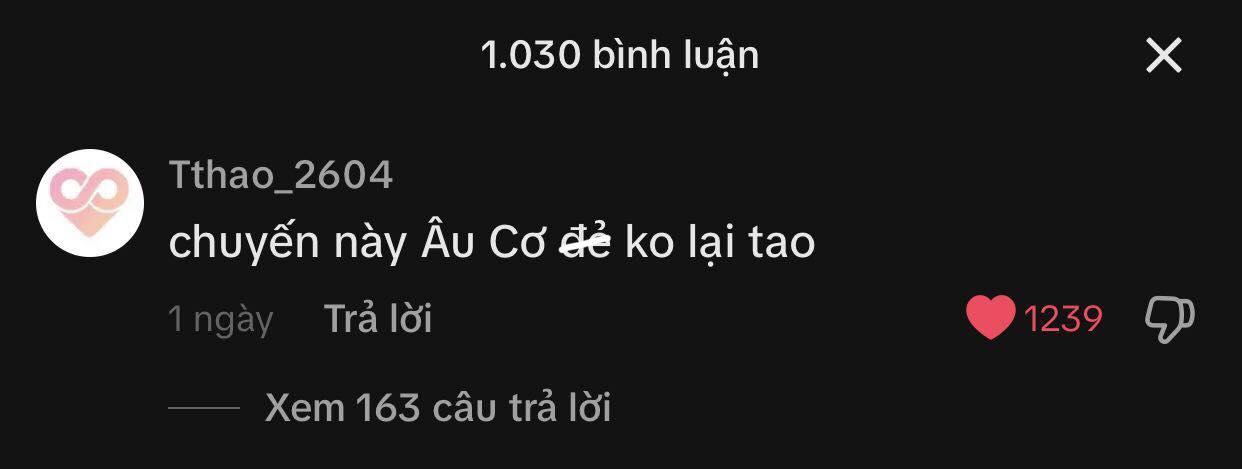 1.030 bình luận
Tthao_2604
chuyến này Âu Cơ đẻ ko lại tao
1 ngày Trả lời 1239
Xem 163 câu trả lời